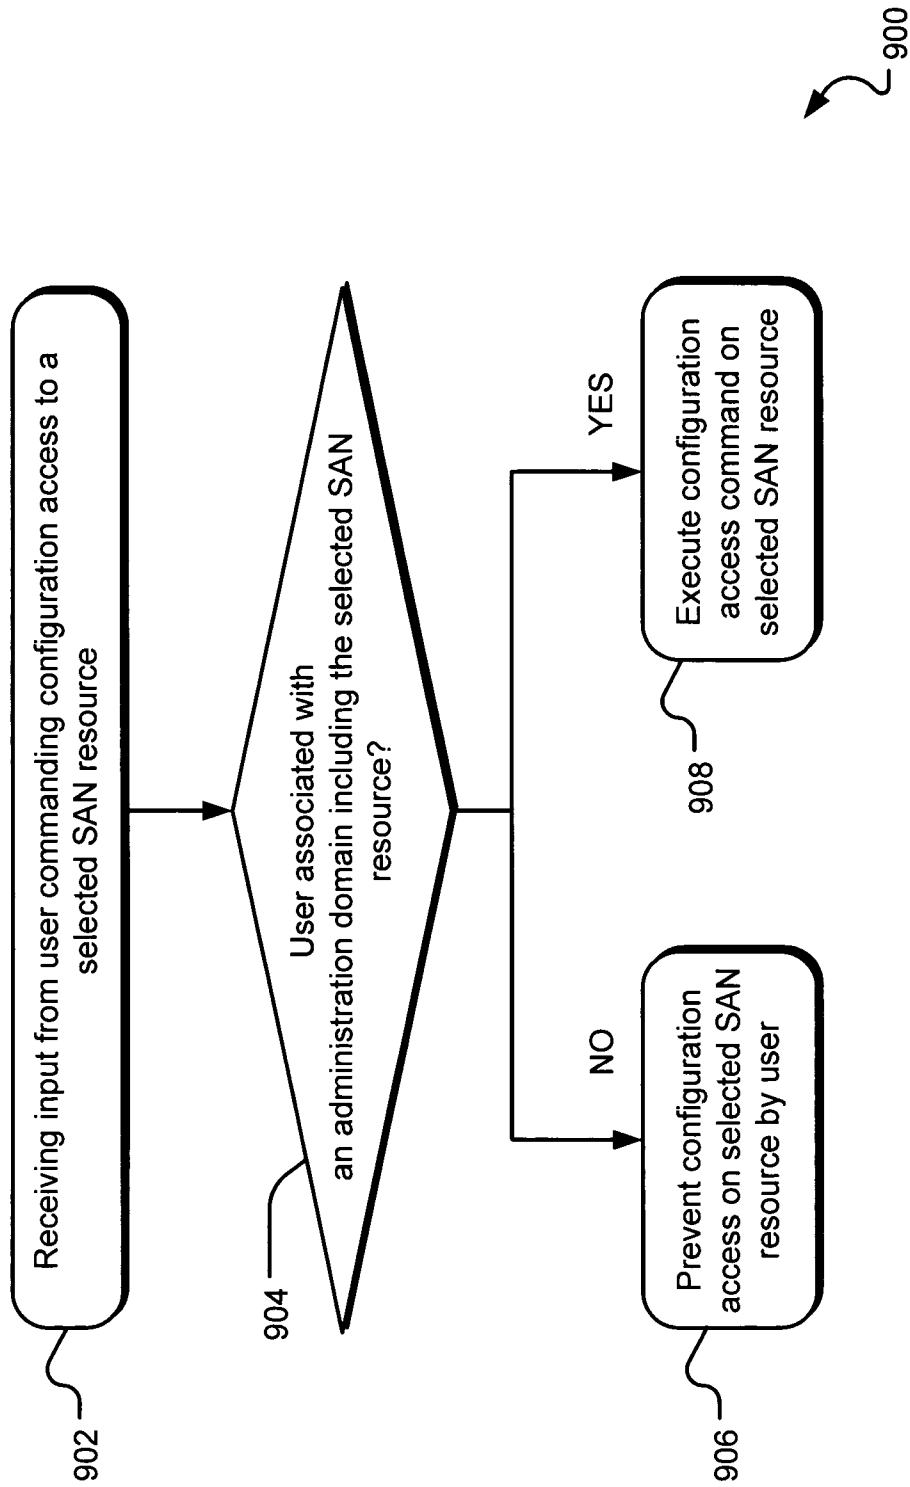 Receiving input from user commanding configuration access to a
selected SAN resource
902
User associated with
an administration domain including the selected SAN
resource?
904
NO
YES
Prevent configuration
access on selected SAN
resource by user
906
Execute configuration
access command on
selected SAN resource
908
900